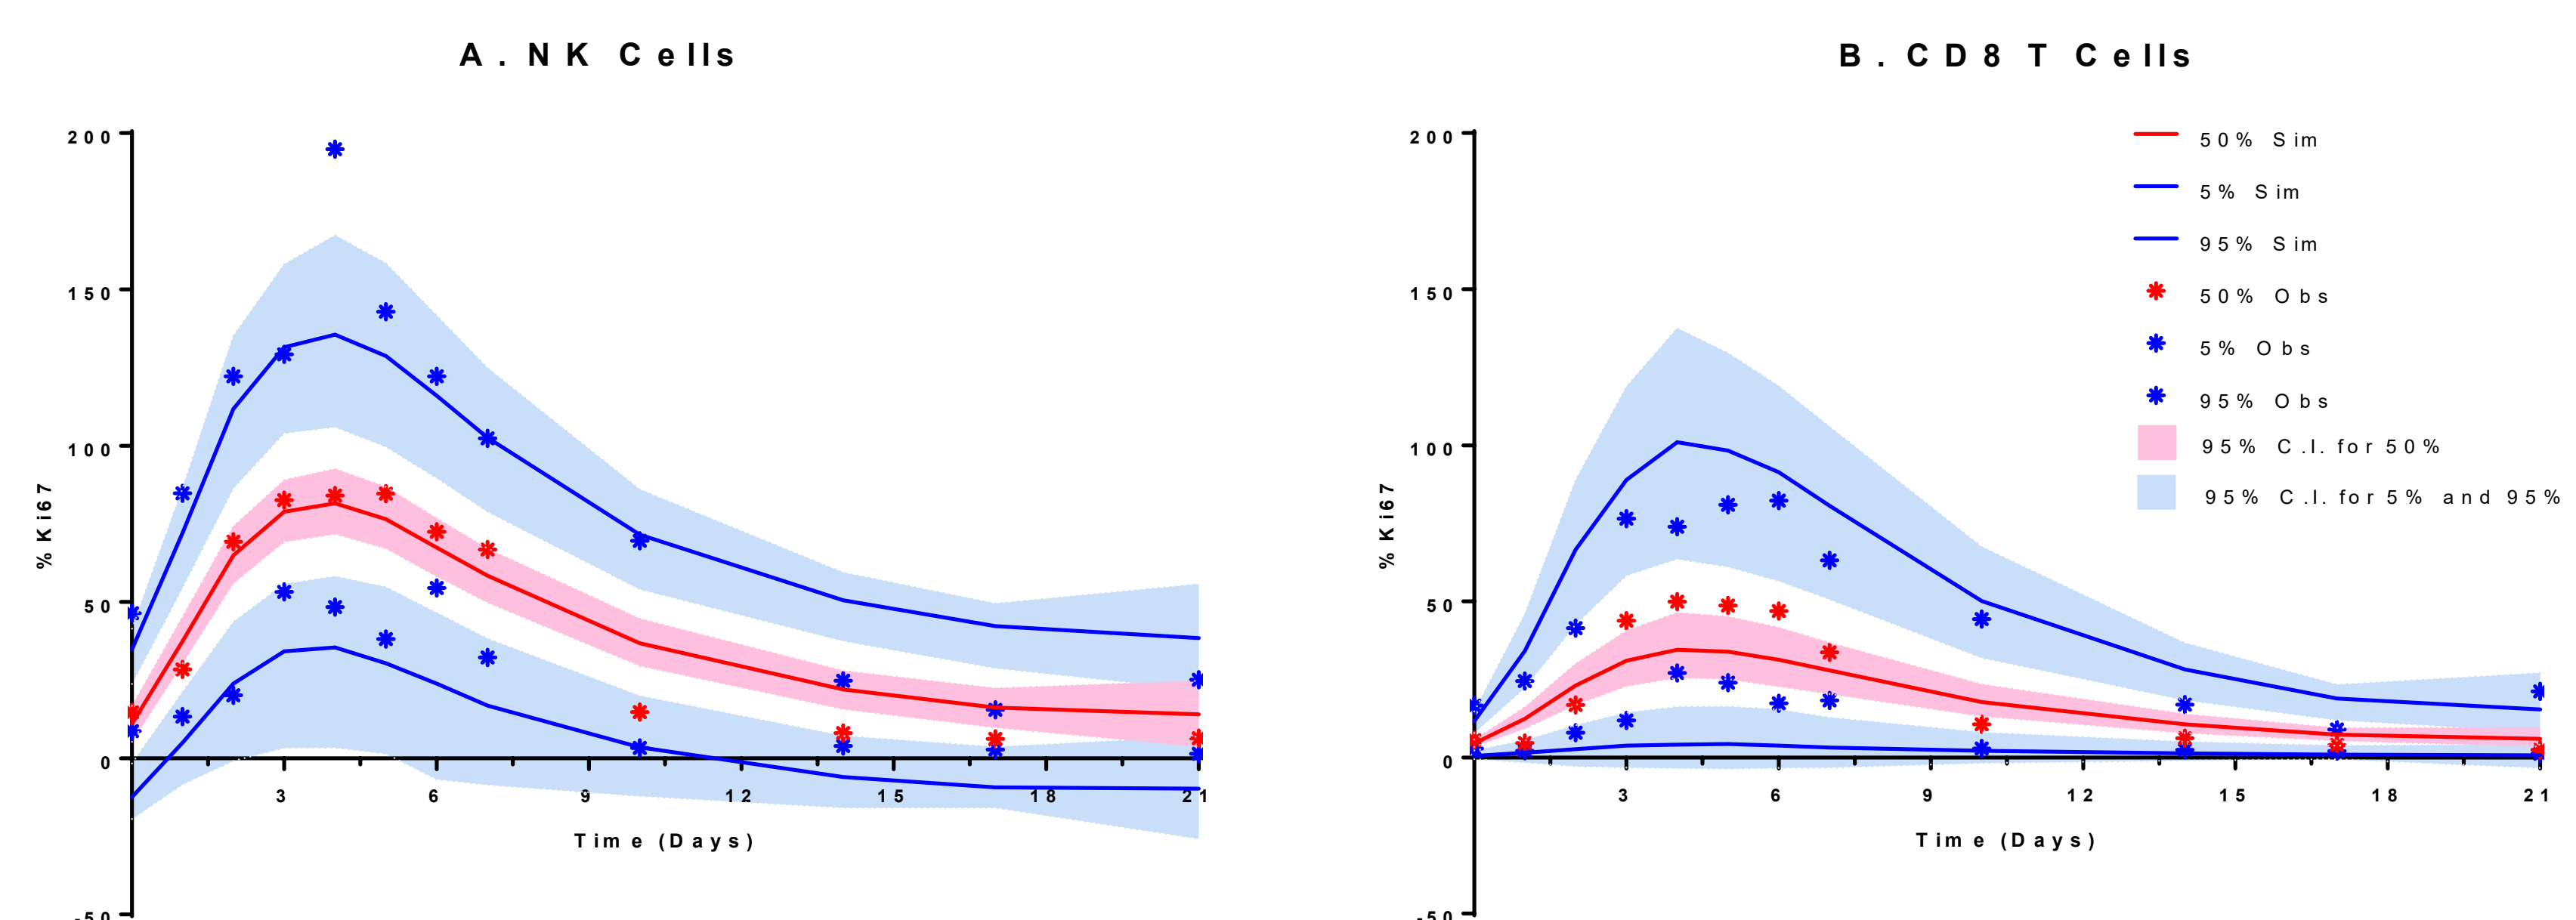 A. NK Cells
200
150
100
50
0
-50
% Ki67
3 6 9 12 15 18 21
Time (Days)
B. CD8 T Cells
200
150
100
50
0
-50
% Ki67
3 6 9 12 15 18 21
Time (Days)
50% Sim
5% Sim
95% Sim
50% Obs
5% Obs
95% Obs
95% C.I. for 50%
95% C.I. for 5% and 95%